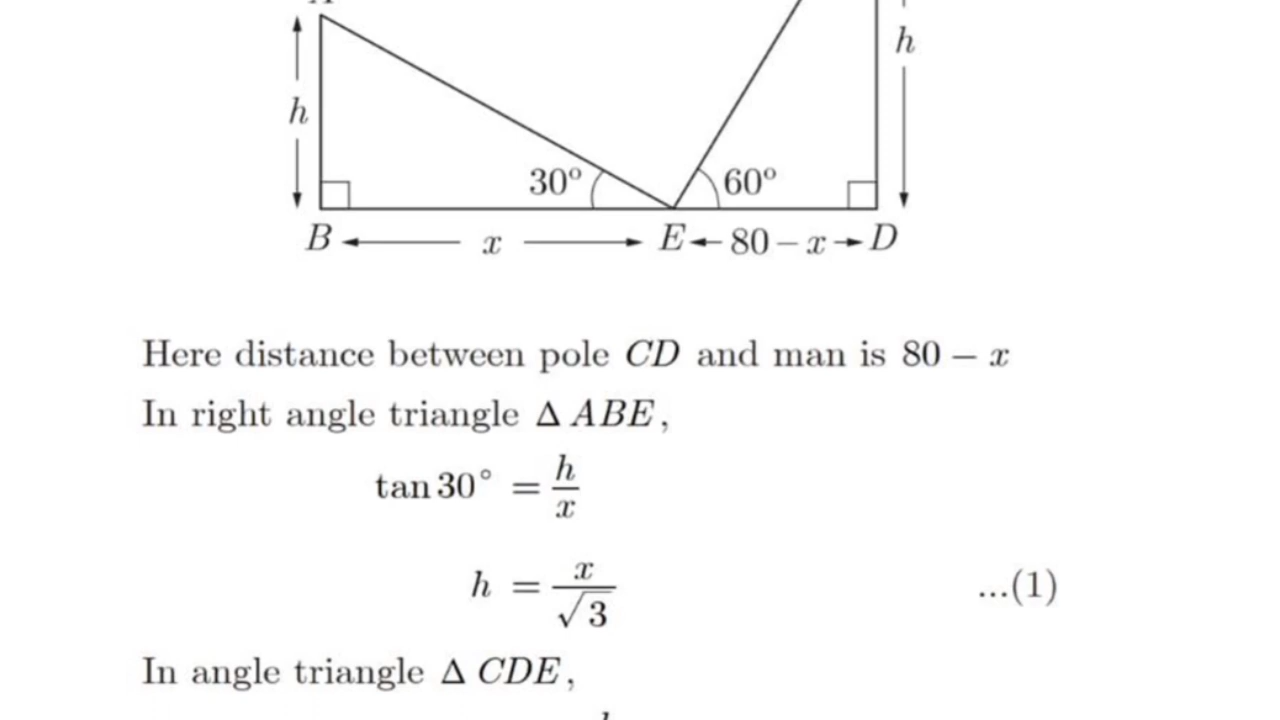 h
h
30° 60°
B x E 80 – x D
Here distance between pole CD and man is 80 – x
In right angle triangle Δ ABE,
tan 30° = h/x
h = x/√3 ...(1)
In angle triangle Δ CDE,